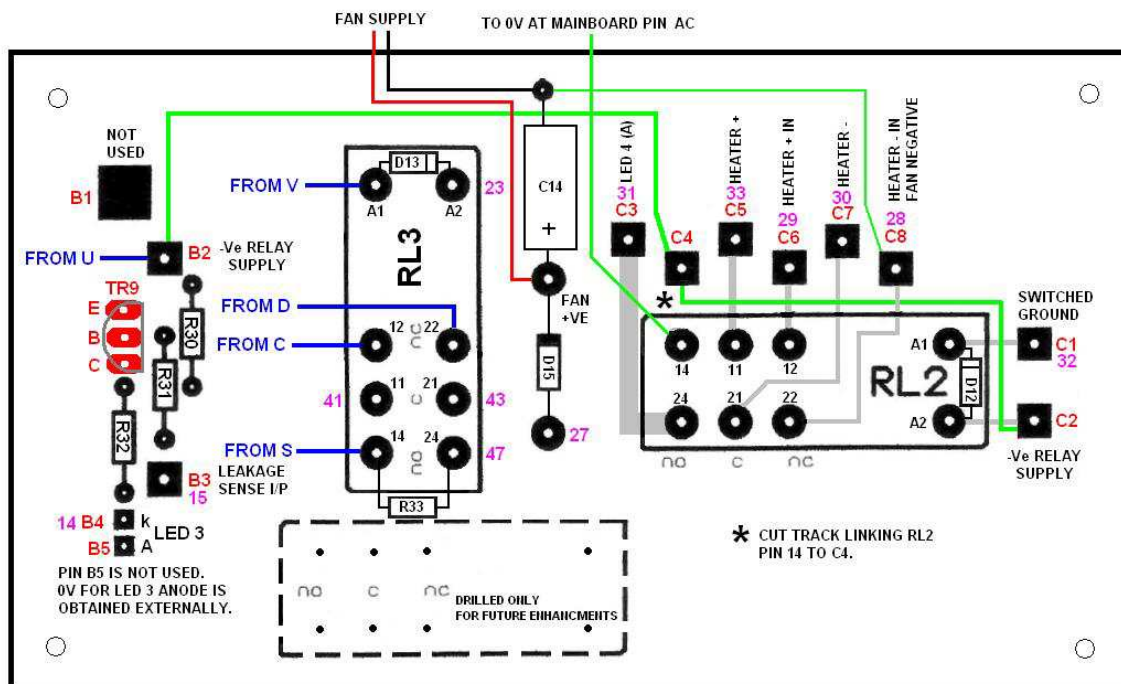 FAN SUPPLY
TO 0V AT MAINBOARD PIN AC
NOT
USED
B1
FROM V
D13
23
A1
A2
RL3
C14
+
LED 4 (A)
31
C3
C4
HEATER +
33
C5
HEATER + IN
29
C6
HEATER -
30
C7
HEATER - IN
FAN NEGATIVE
28
C8
FROM U
B2
-Ve RELAY
SUPPLY
TR9
E
B
C
R30
R31
R32
FROM D
FROM C
12
22
nc
11
21
c
41
43
FROM S
14
24
no
47
R33
FAN
+VE
D15
27
*
14
11
12
24
21
22
no
c
nc
RL2
A1
A2
D12
SWITCHED
GROUND
C1
32
C2
-Ve RELAY
SUPPLY
B3
15
LEAKAGE
SENSE I/P
14 B4 k
LED 3
B5 A
PIN B5 IS NOT USED.
0V FOR LED 3 ANODE IS
OBTAINED EXTERNALLY.
no
c
nc
DRILLED ONLY
FOR FUTURE ENHANCMENTS
* CUT TRACK LINKING RL2
PIN 14 TO C4.